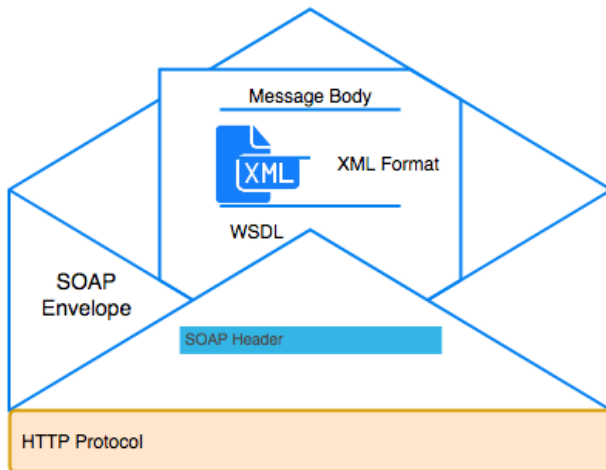 Message Body
XML
XML Format
WSDL
SOAP
Envelope
SOAP Header
HTTP Protocol